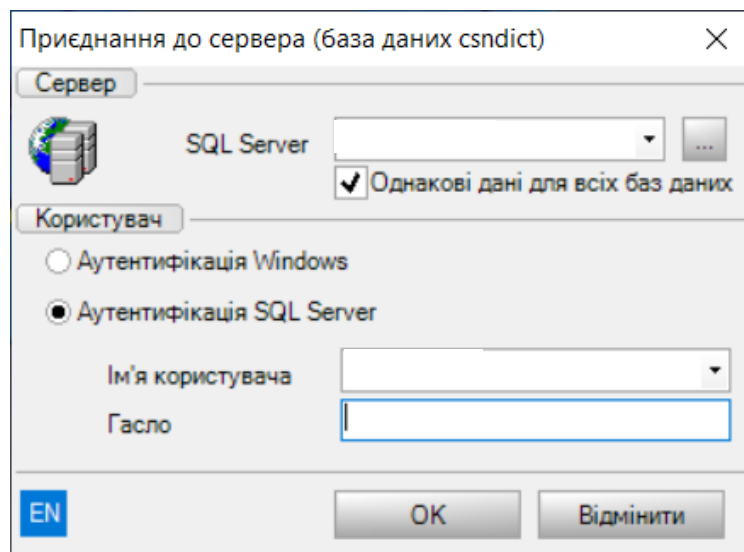 Приєднання до сервера (база даних csndict)
Сервер
SQL Server
...
Однакові дані для всіх баз даних
Користувач
Аутентифікація Windows
Аутентифікація SQL Server
Ім'я користувача
Гасло
EN
OK
Відмінити